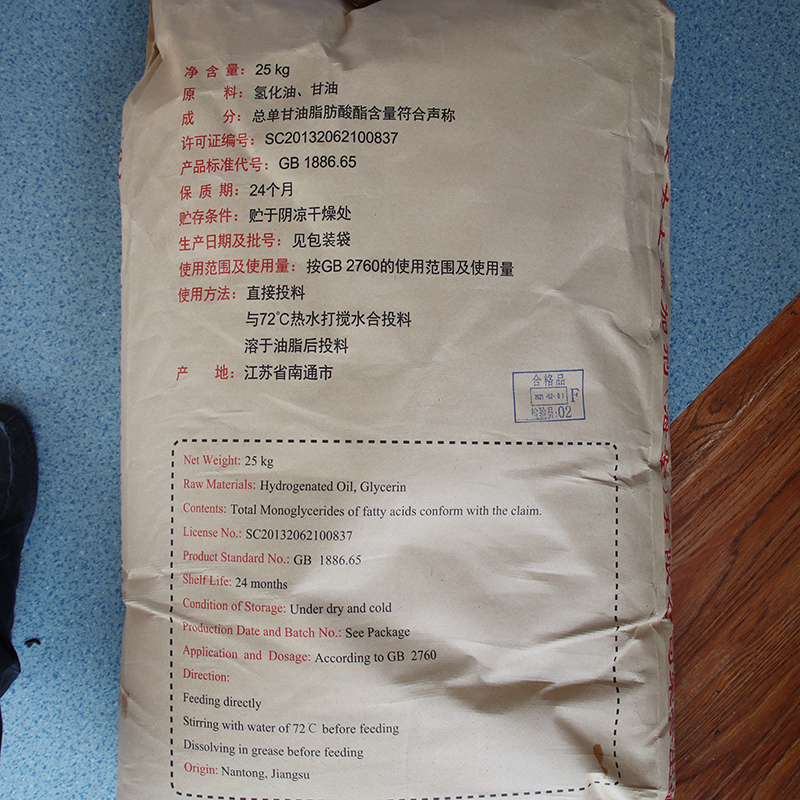 净 含 量：25 kg
原 料：氢化油、甘油
成 分：总单甘油脂肪酸酯含量符合声称
许可证编号：SC20132062100837
产品标准代号：GB 1886.65
保 质 期：24个月
贮存条件：贮于阴凉干燥处
生产日期及批号：见包装袋
使用范围及使用量：按GB 2760的使用范围及使用量
使用方法：直接投料
与72℃热水打搅水合投料
溶于油脂后投料
产 地：江苏省南通市
合格品
2021-02-01 F
检验员:02
Net Weight: 25 kg
Raw Materials: Hydrogenated Oil, Glycerin
Contents: Total Monoglycerides of fatty acids conform with the claim.
License No.: SC20132062100837
Product Standard No.: GB 1886.65
Shelf Life: 24 months
Condition of Storage: Under dry and cold
Production Date and Batch No.: See Package
Application and Dosage: According to GB 2760
Direction:
Feeding directly
Stirring with water of 72℃ before feeding
Dissolving in grease before feeding
Origin: Nantong, Jiangsu